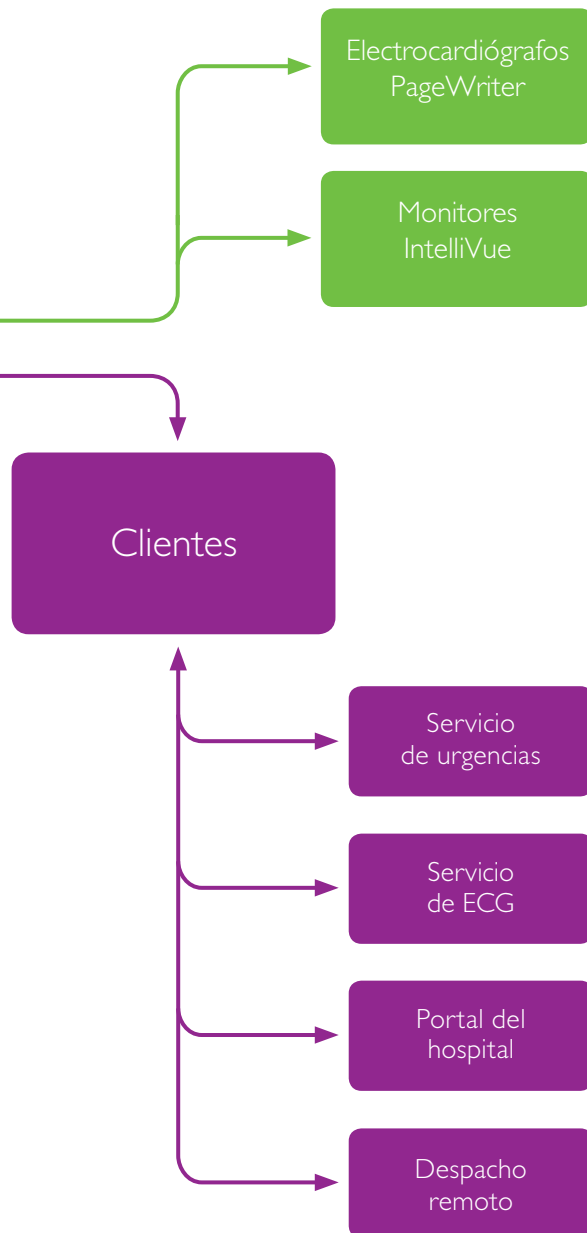 Electrocardiógrafos
PageWriter
Monitores
IntelliVue
Clientes
Servicio
de urgencias
Servicio
de ECG
Portal del
hospital
Despacho
remoto